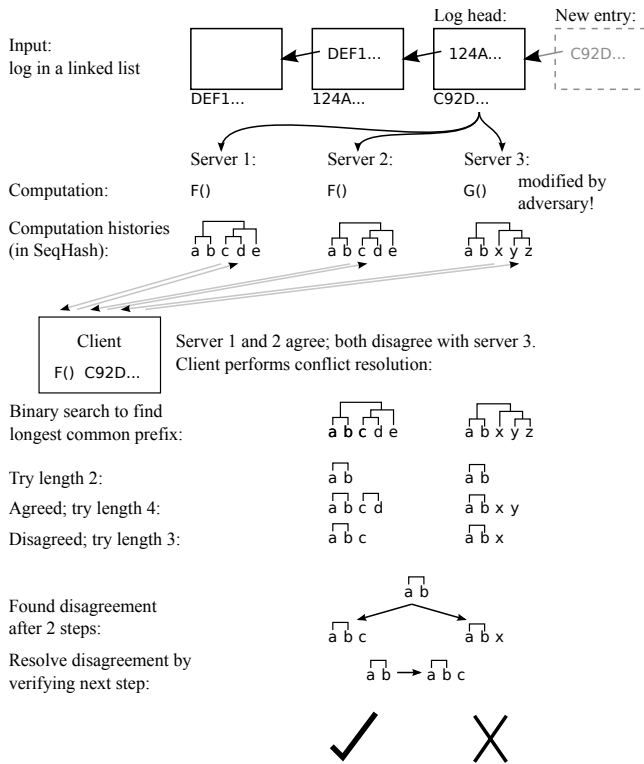 Log head: New entry:
Input:
log in a linked list
DEF1... 124A... C92D...
DEF1... 124A... C92D...
Server 1: Server 2: Server 3:
Computation: F() F() G() modified by
adversary!
Computation histories
(in SeqHash): a b c d e a b c d e a b x y z
Client
F() C92D...
Server 1 and 2 agree; both disagree with server 3.
Client performs conflict resolution:
Binary search to find
longest common prefix: a b c d e a b x y z
Try length 2: a b a b
Agreed; try length 4: a b c d a b x y
Disagreed; try length 3: a b c a b x
a b
Found disagreement
after 2 steps: a b c a b x
Resolve disagreement by
verifying next step: a b a b c